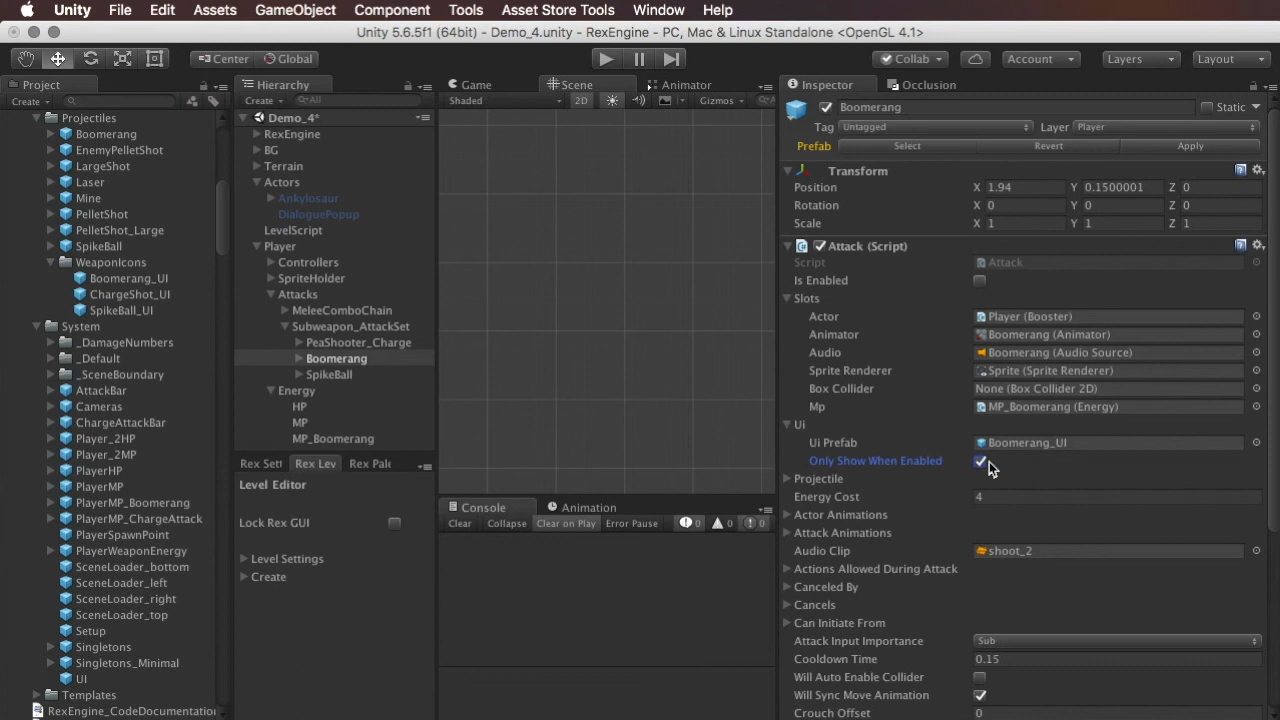 Unity File Edit Assets GameObject Component Tools Asset Store Tools Window Help
Unity 5.6.5f1 (64bit) - Demo_4.unity - RexEngine - PC, Mac & Linux Standalone <OpenGL 4.1>
Center Global Collab Account Layers Layout
Project
Create
Projectiles
Boomerang
EnemyPelletShot
LargeShot
Laser
Mine
PelletShot
PelletShot_Large
SpikeBall
WeaponIcons
Boomerang_UI
ChargeShot_UI
SpikeBall_UI
System
_DamageNumbers
_Default
_SceneBoundary
AttackBar
Cameras
ChargeAttackBar
Player_2HP
Player_2MP
PlayerHP
PlayerMP
PlayerMP_Boomerang
PlayerMP_ChargeAttack
PlayerSpawnPoint
PlayerWeaponEnergy
SceneLoader_bottom
SceneLoader_left
SceneLoader_right
SceneLoader_top
Setup
Singletons
Singletons_Minimal
UI
Templates
RexEngine_CodeDocumentatio
Hierarchy
Create All
Demo_4*
RexEngine
BG
Terrain
Actors
Ankylosaur
DialoguePopup
LevelScript
Player
Controllers
SpriteHolder
Attacks
MeleeComboChain
Subweapon_AttackSet
PeaShooter_Charge
Boomerang
SpikeBall
Energy
HP
MP
MP_Boomerang
Rex Sett Rex Lev Rex Pale
Level Editor
Lock Rex GUI
Level Settings
Create
Game Scene Animator
Shaded 2D Gizmos All
Console Animation
Clear Collapse Clear on Play Error Pause 0 0 0
Inspector Occlusion
Boomerang Static
Tag Untagged Layer Player
Prefab Select Revert Apply
Transform
Position X 1.94 Y 0.1500001 Z 0
Rotation X 0 Y 0 Z 0
Scale X 1 Y 1 Z 1
Attack (Script)
Script Attack
Is Enabled
Slots
Actor Player (Booster)
Animator Boomerang (Animator)
Audio Boomerang (Audio Source)
Sprite Renderer Sprite (Sprite Renderer)
Box Collider None (Box Collider 2D)
Mp MP_Boomerang (Energy)
Ui
Ui Prefab Boomerang_UI
Only Show When Enabled
Projectile
Energy Cost 4
Actor Animations
Attack Animations
Audio Clip shoot_2
Actions Allowed During Attack
Canceled By
Cancels
Can Initiate From
Attack Input Importance Sub
Cooldown Time 0.15
Will Auto Enable Collider
Will Sync Move Animation
Crouch Offset 0